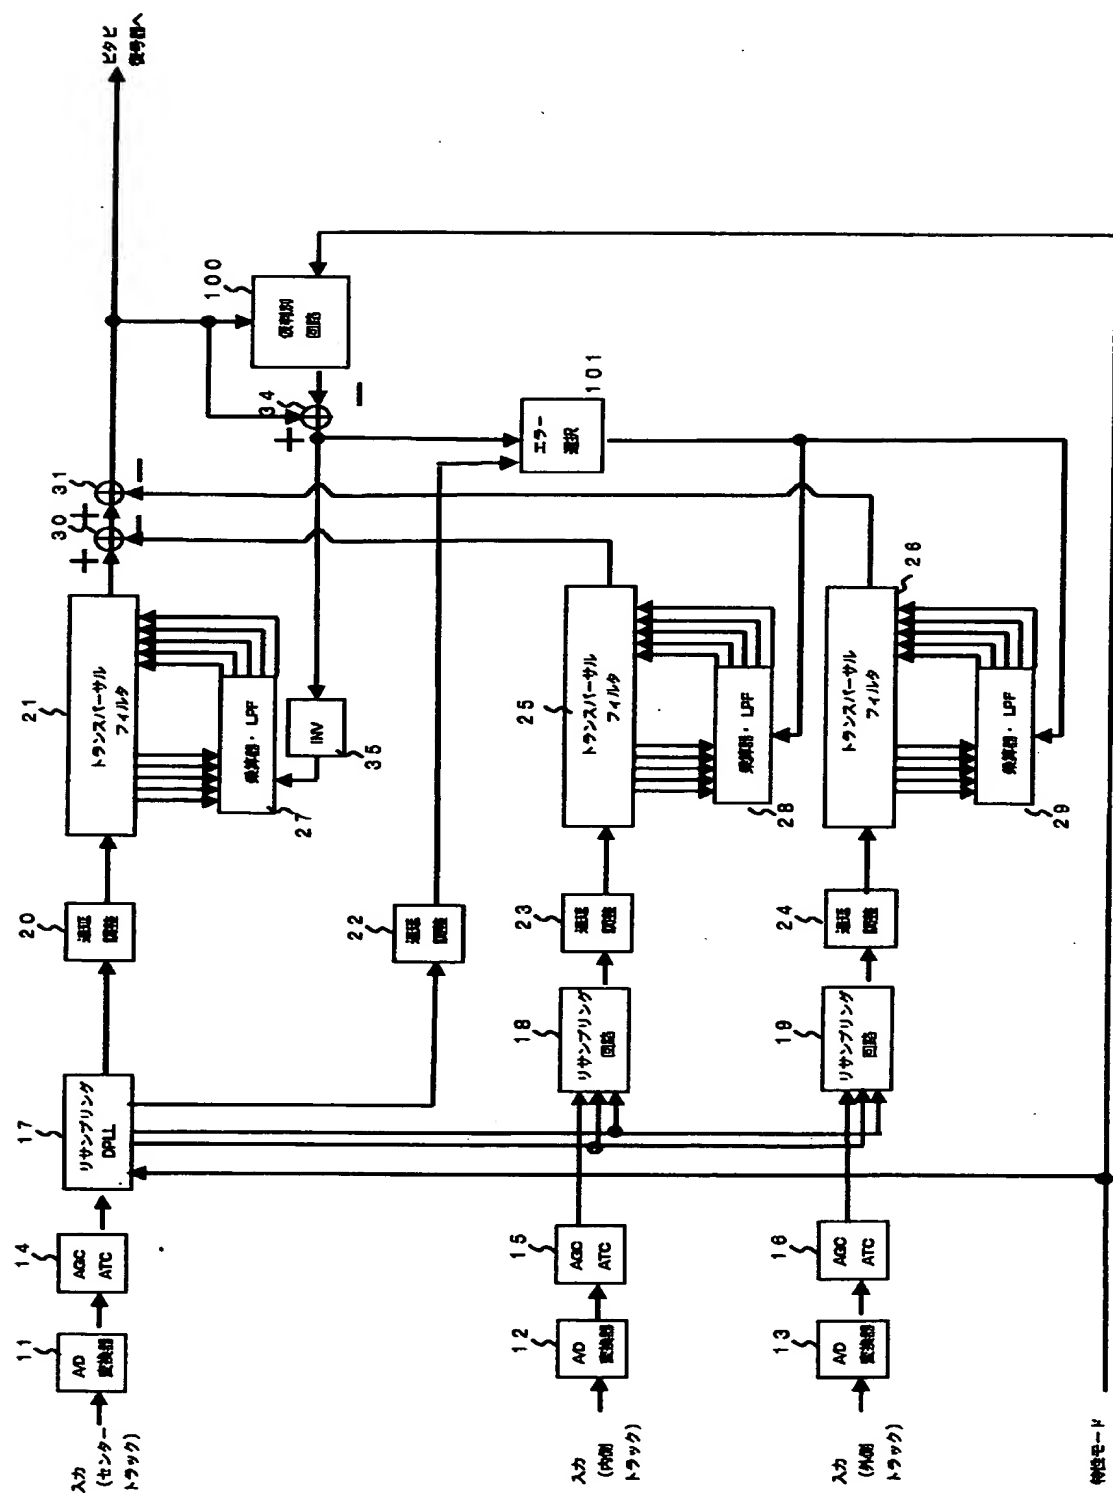 入力
(センター
トラック)
11
A/D
変換器
14
AGC
ATC
17
リサンプリング
DPLL
20
遅延
調整
21
トランスバーサル
フィルタ
27
乗算器・LPF
INV
35
+
30
-
+
31
-
ビタビ
復号器へ
100
仮判別
回路
34
+
-
22
遅延
調整
エラー
選択
101
入力
(内側
トラック)
12
A/D
変換器
15
AGC
ATC
18
リサンプリング
回路
23
遅延
調整
25
トランスバーサル
フィルタ
28
乗算器・LPF
入力
(外側
トラック)
13
A/D
変換器
16
AGC
ATC
19
リサンプリング
回路
24
遅延
調整
26
トランスバーサル
フィルタ
29
乗算器・LPF
特性モード